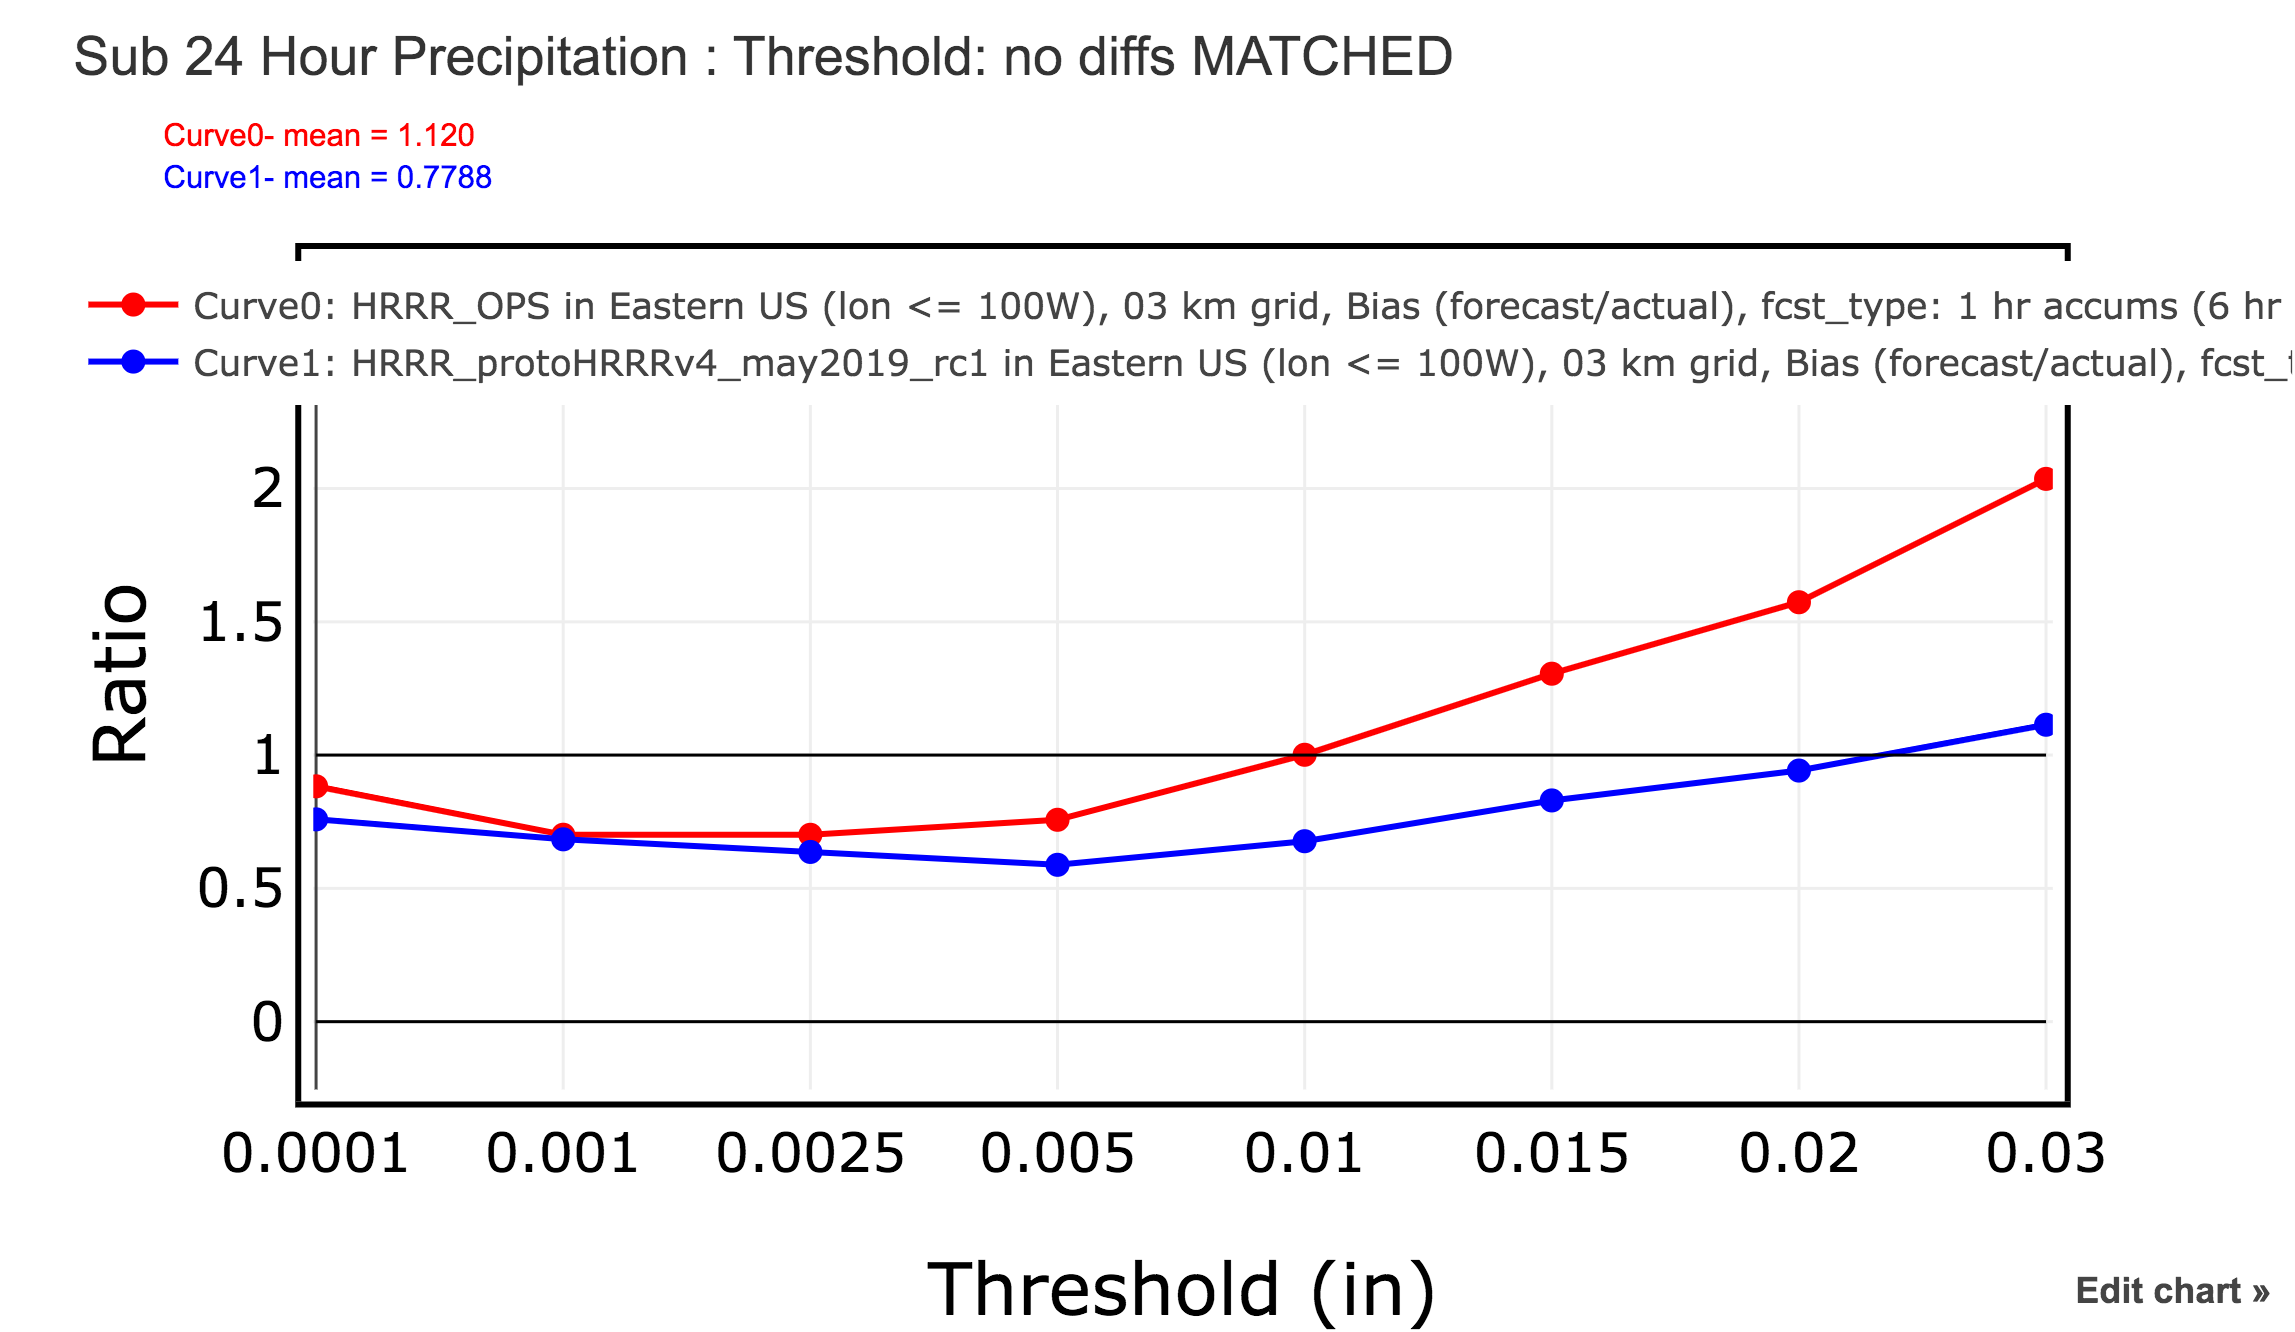 Sub 24 Hour Precipitation : Threshold: no diffs MATCHED
Curve0- mean = 1.120
Curve1- mean = 0.7788
Curve0: HRRR_OPS in Eastern US (lon <= 100W), 03 km grid, Bias (forecast/actual), fcst_type: 1 hr accums (6 hr
Curve1: HRRR_protoHRRRv4_may2019_rc1 in Eastern US (lon <= 100W), 03 km grid, Bias (forecast/actual), fcst_
2
1.5
1
0.5
0
Ratio
0.0001 0.001 0.0025 0.005 0.01 0.015 0.02 0.03
Threshold (in)
Edit chart »